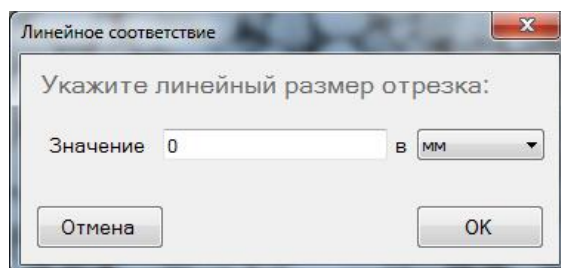 Линейное соответствие
Укажите линейный размер отрезка:
Значение 0 в мм
Отмена OK